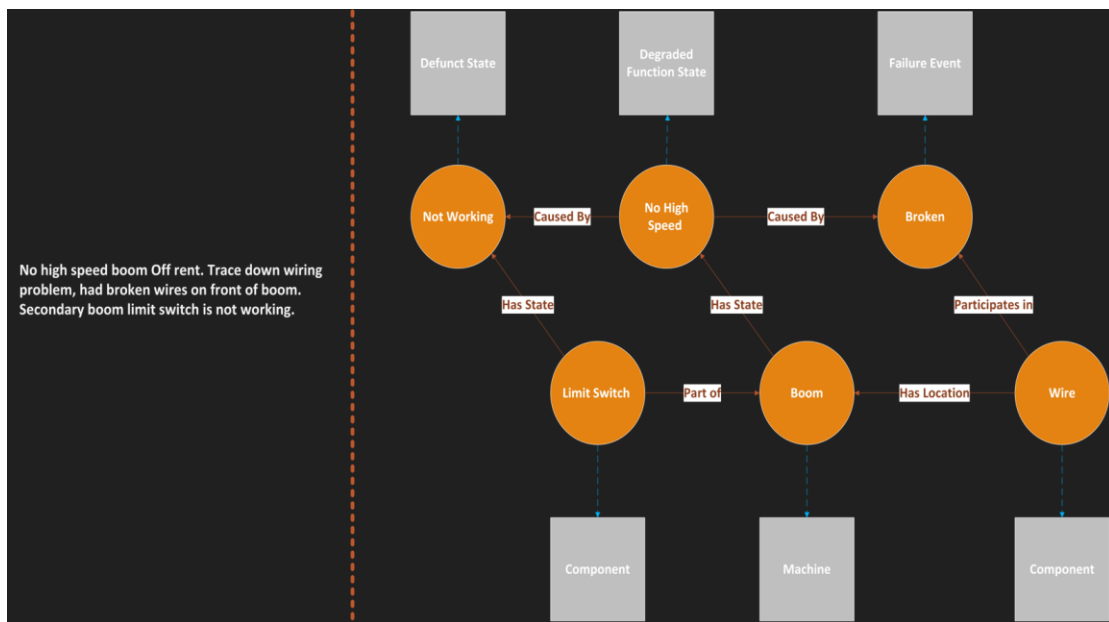 Defunct State
Degraded
Function State
Failure Event
Not Working
Caused By
No High
Speed
Caused By
Broken
No high speed boom Off rent. Trace down wiring
problem, had broken wires on front of boom.
Secondary boom limit switch is not working.
Has State
Has State
Participates in
Limit Switch
Part of
Boom
Has Location
Wire
Component
Machine
Component